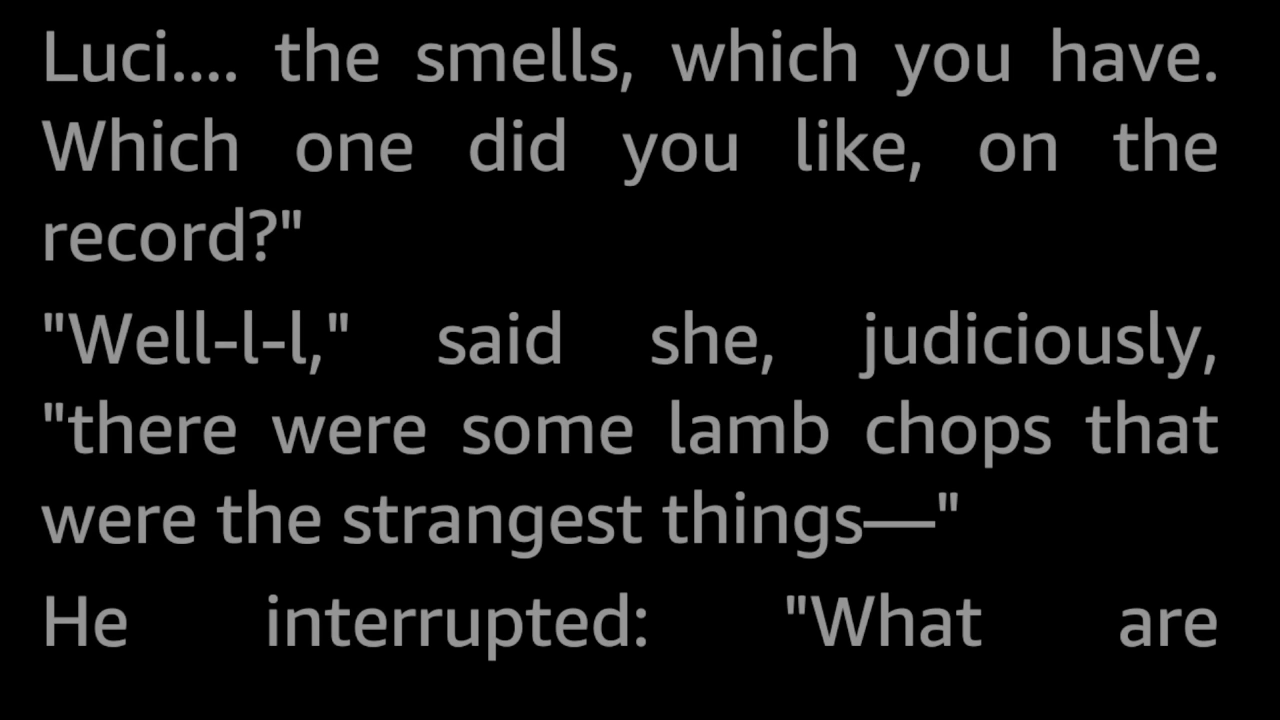 Luci.... the smells, which you have.
Which one did you like, on the
record?"
"Well-l-l," said she, judiciously,
"there were some lamb chops that
were the strangest things—"
He interrupted: "What are